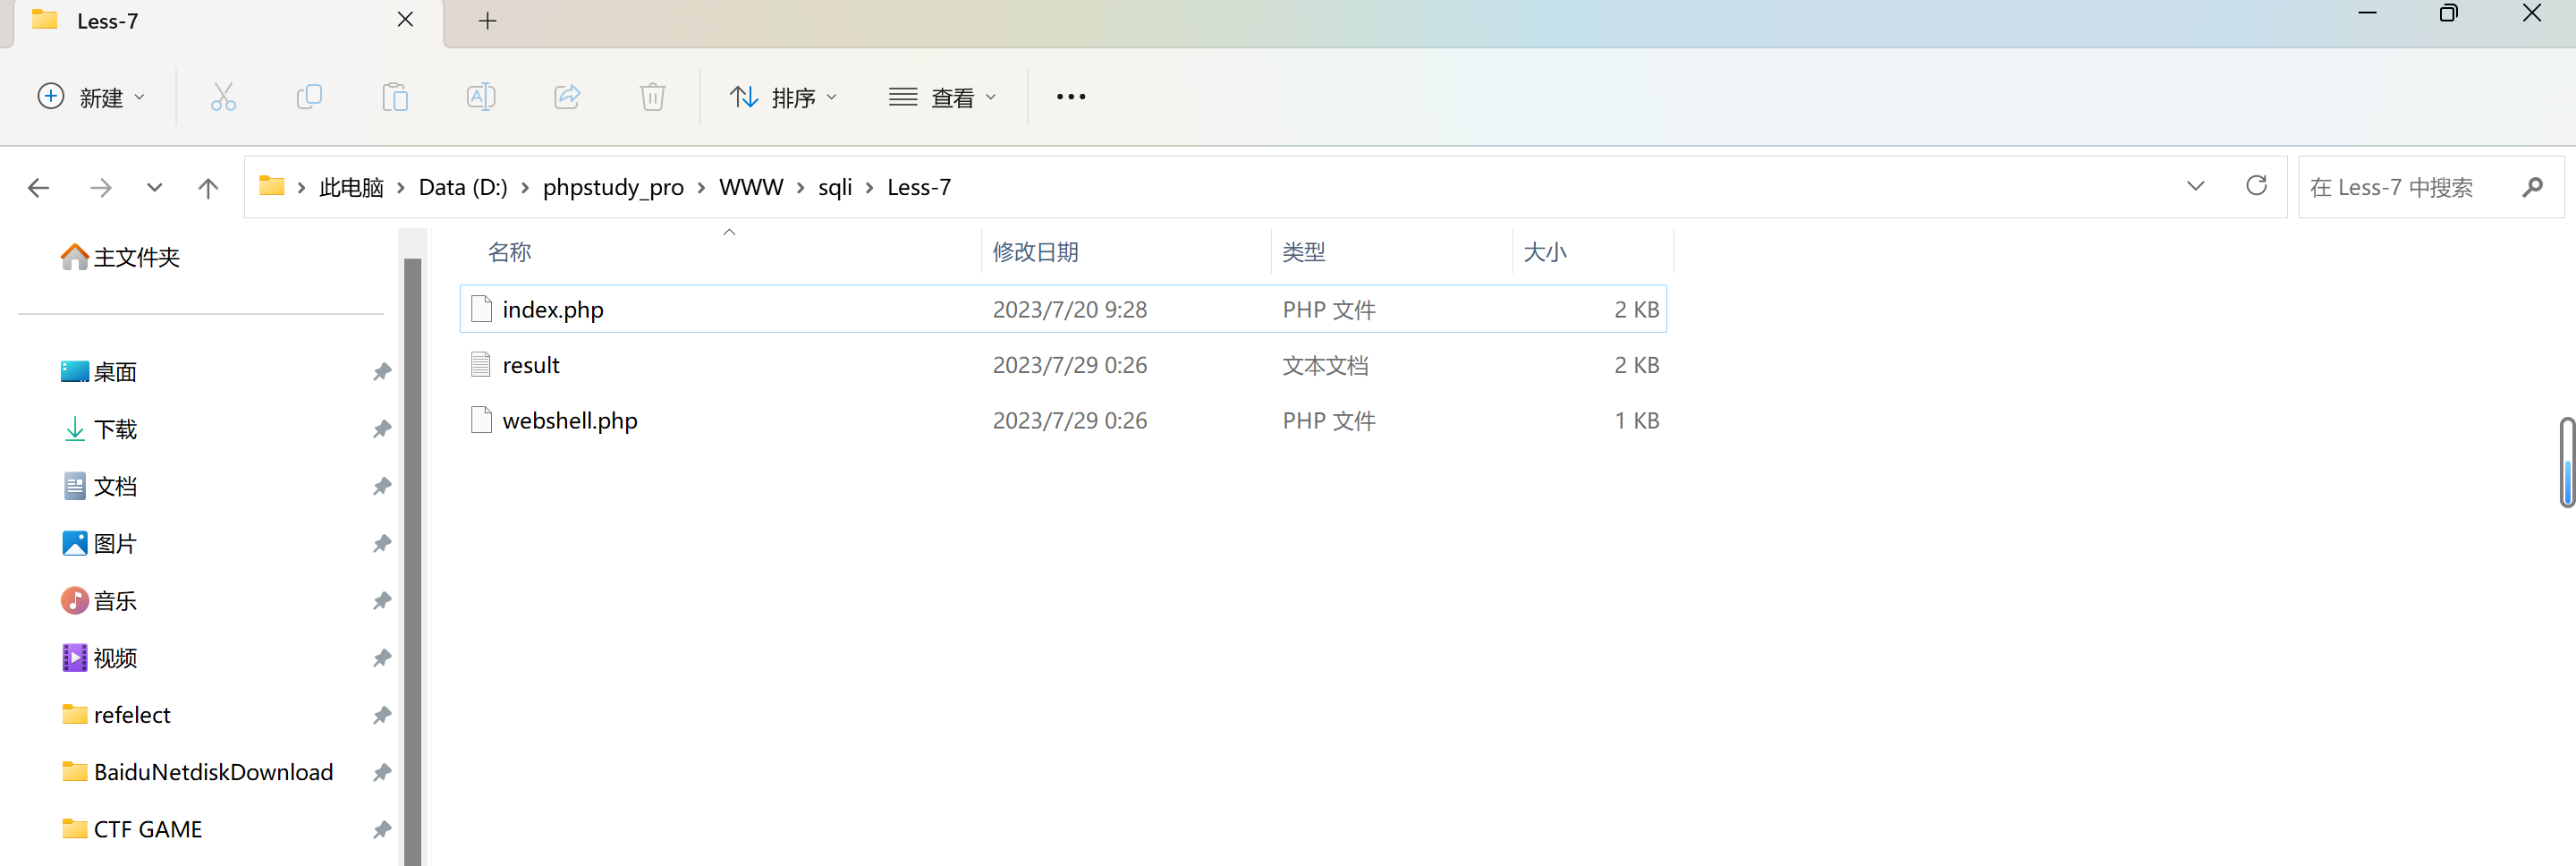 Less-7
新建
排序
查看
此电脑 Data (D:) phpstudy_pro WWW sqli Less-7
在 Less-7 中搜索
主文件夹
桌面
下载
文档
图片
音乐
视频
refelect
BaiduNetdiskDownload
CTF GAME
名称 修改日期 类型 大小
index.php 2023/7/20 9:28 PHP 文件 2 KB
result 2023/7/29 0:26 文本文档 2 KB
webshell.php 2023/7/29 0:26 PHP 文件 1 KB